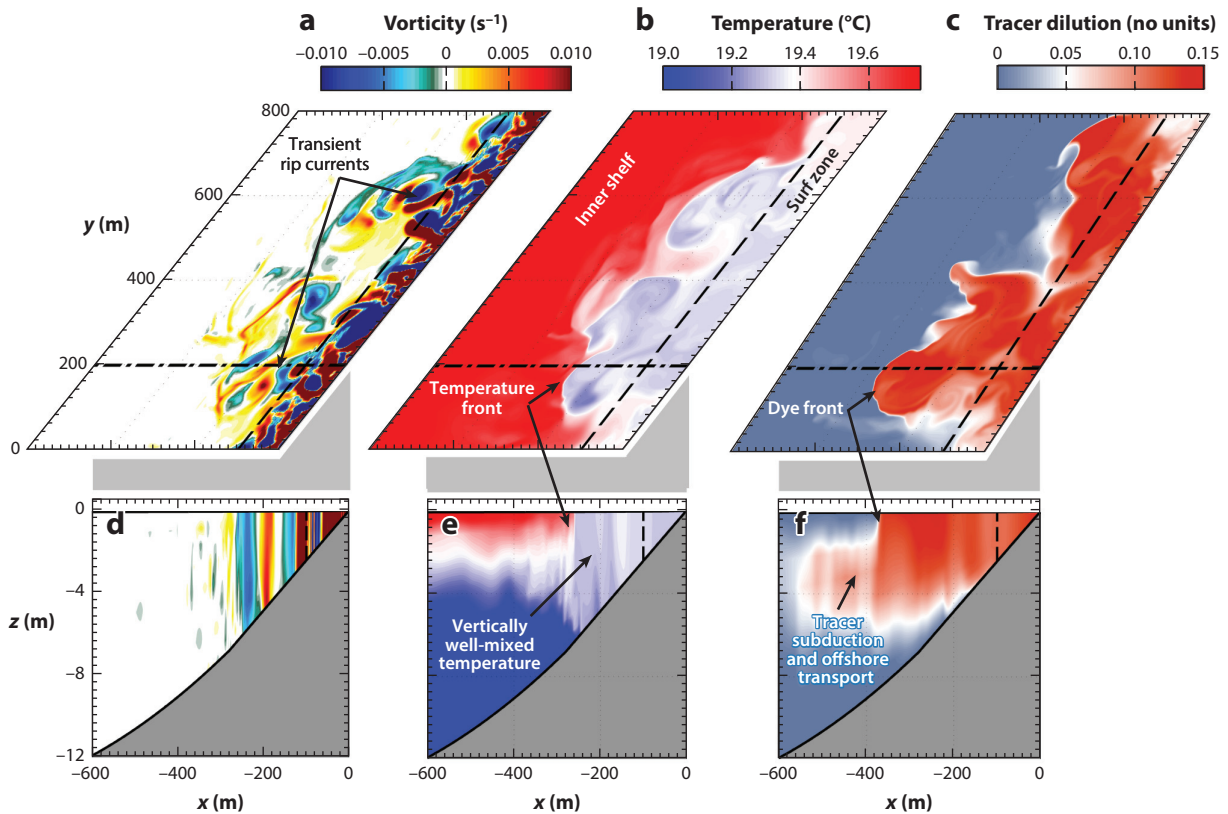 a Vorticity (s⁻¹)
−0.010 −0.005 0 0.005 0.010
b Temperature (°C)
19.0 19.2 19.4 19.6
c Tracer dilution (no units)
0 0.05 0.10 0.15
800
600
y (m)
400
200
0
Transient
rip currents
Inner shelf
Surf zone
Temperature
front
Dye front
d
e
f
0
−4
z (m)
−8
−12
Vertically
well-mixed
temperature
Tracer
subduction
and offshore
transport
−600 −400 −200 0
x (m)
−600 −400 −200 0
x (m)
−600 −400 −200 0
x (m)